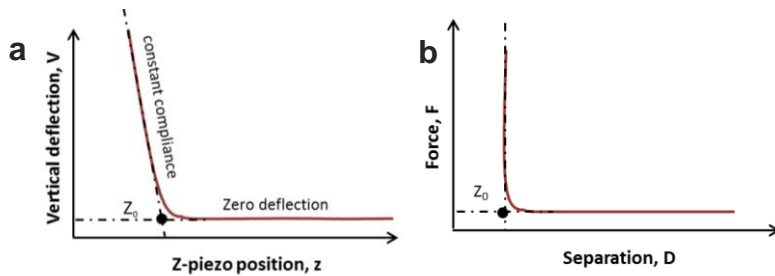 a
Vertical deflection, V
constant compliance
Z₀
Zero deflection
Z-piezo position, z
b
Force, F
Z₀
Separation, D